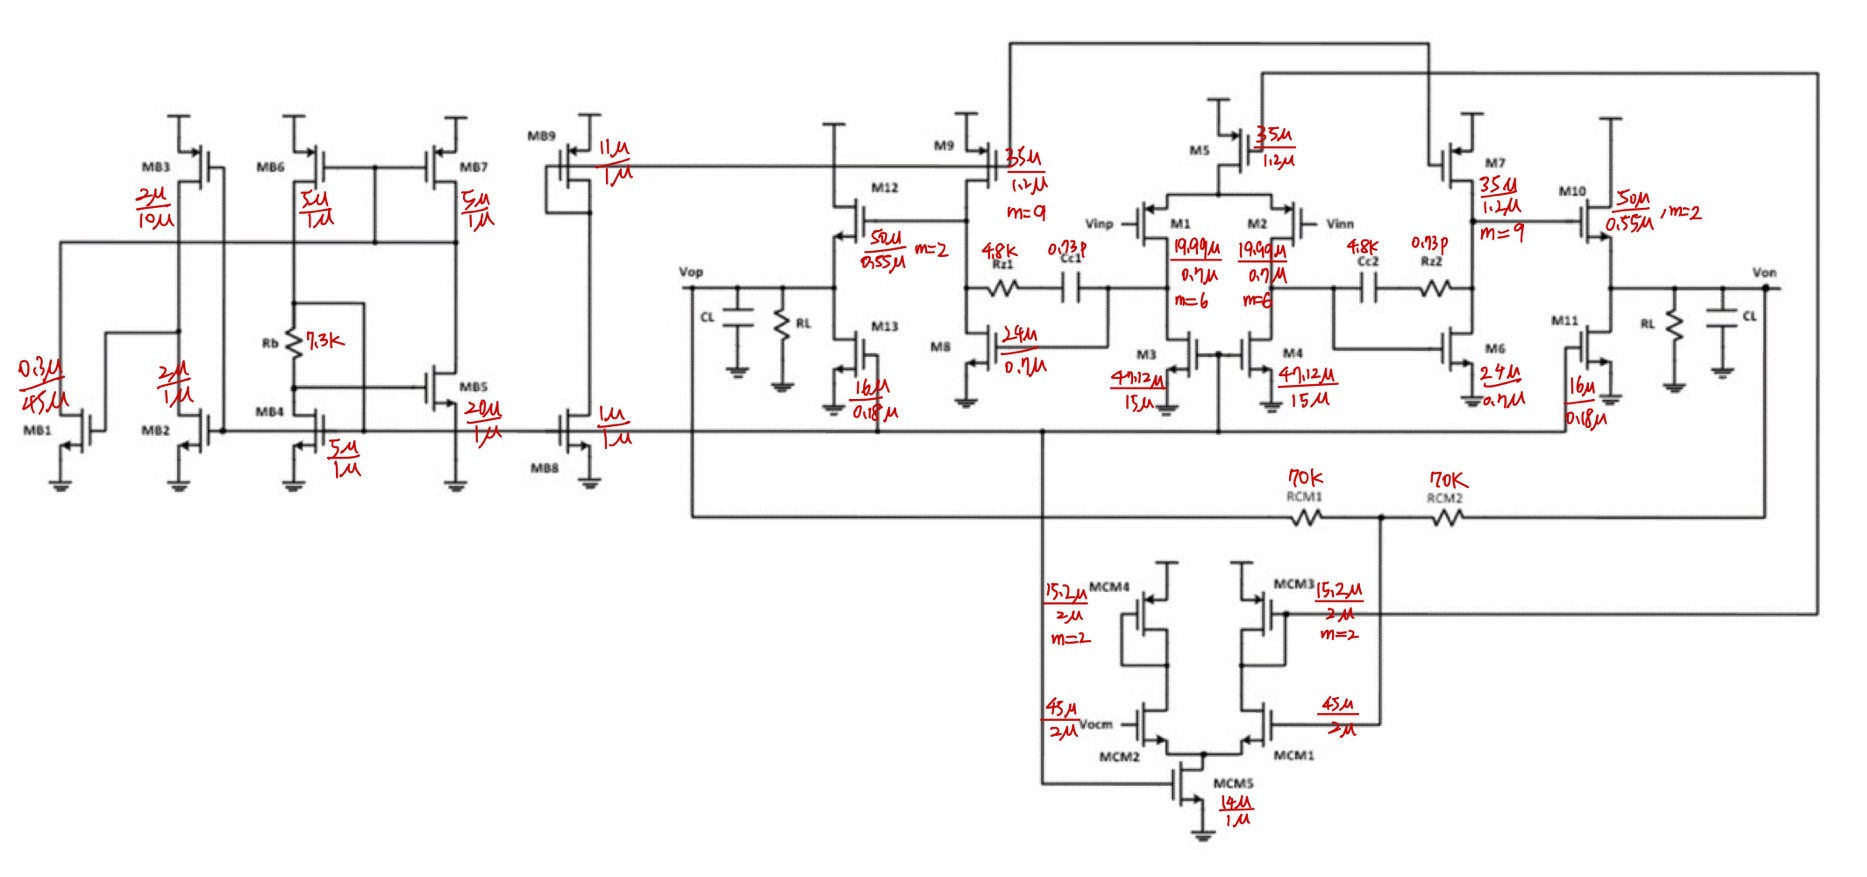 MB3
2μ
10μ
MB6
5μ
1μ
MB7
5μ
1μ
MB9
11μ
1μ
M9
35μ
1.2μ
m=9
M12
50μ
0.55μ m=2
M5
35μ
1.2μ
M7
35μ
1.2μ
m=9
M10
50μ
0.55μ, m=2
Vinp
M1
19.99μ
0.7μ
m=6
M2
Vinn
19.99μ
0.7μ
m=6
4.8K
Rz1
0.73p
Cc1
4.8K
Cc2
0.73p
Rz2
Vop
CL
RL
M13
16μ
0.18μ
M8
24μ
0.7μ
M3
47.12μ
15μ
M4
47.12μ
15μ
M6
24μ
0.7μ
M11
16μ
0.18μ
RL
CL
Von
Rb
7.3K
0.3μ
45μ
MB1
2μ
1μ
MB2
MB4
5μ
1μ
MB5
20μ
1μ
1μ
1μ
MB8
70K
RCM1
70K
RCM2
15.2μ
2μ
m=2
MCM4
MCM3
15.2μ
2μ
m=2
45μ
2μ
Vocm
MCM2
45μ
2μ
MCM1
MCM5
14μ
1μ